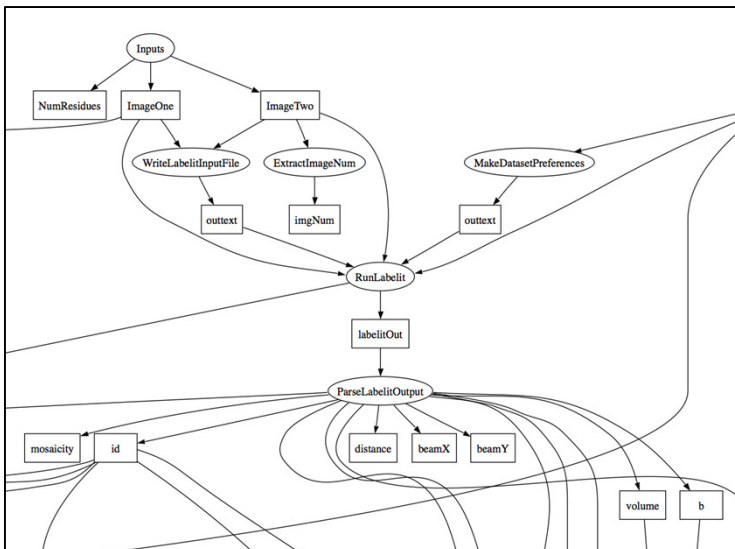 Inputs
NumResidues ImageOne ImageTwo
WriteLabelitInputFile ExtractImageNum MakeDatasetPreferences
outtext imgNum outtext
RunLabelit
labelitOut
ParseLabelitOutput
mosaicity id distance beamX beamY
volume b